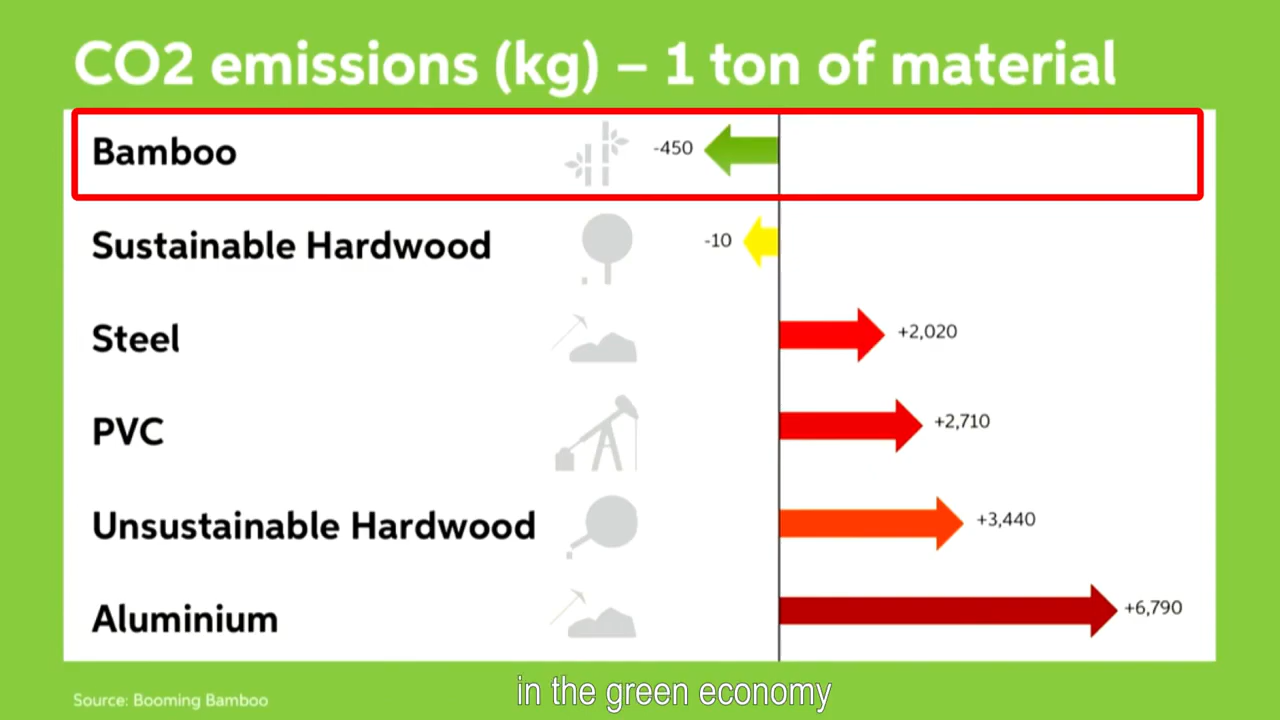 CO2 emissions (kg) – 1 ton of material
Bamboo -450
Sustainable Hardwood -10
Steel +2,020
PVC +2,710
Unsustainable Hardwood +3,440
Aluminium +6,790
in the green economy
Source: Booming Bamboo